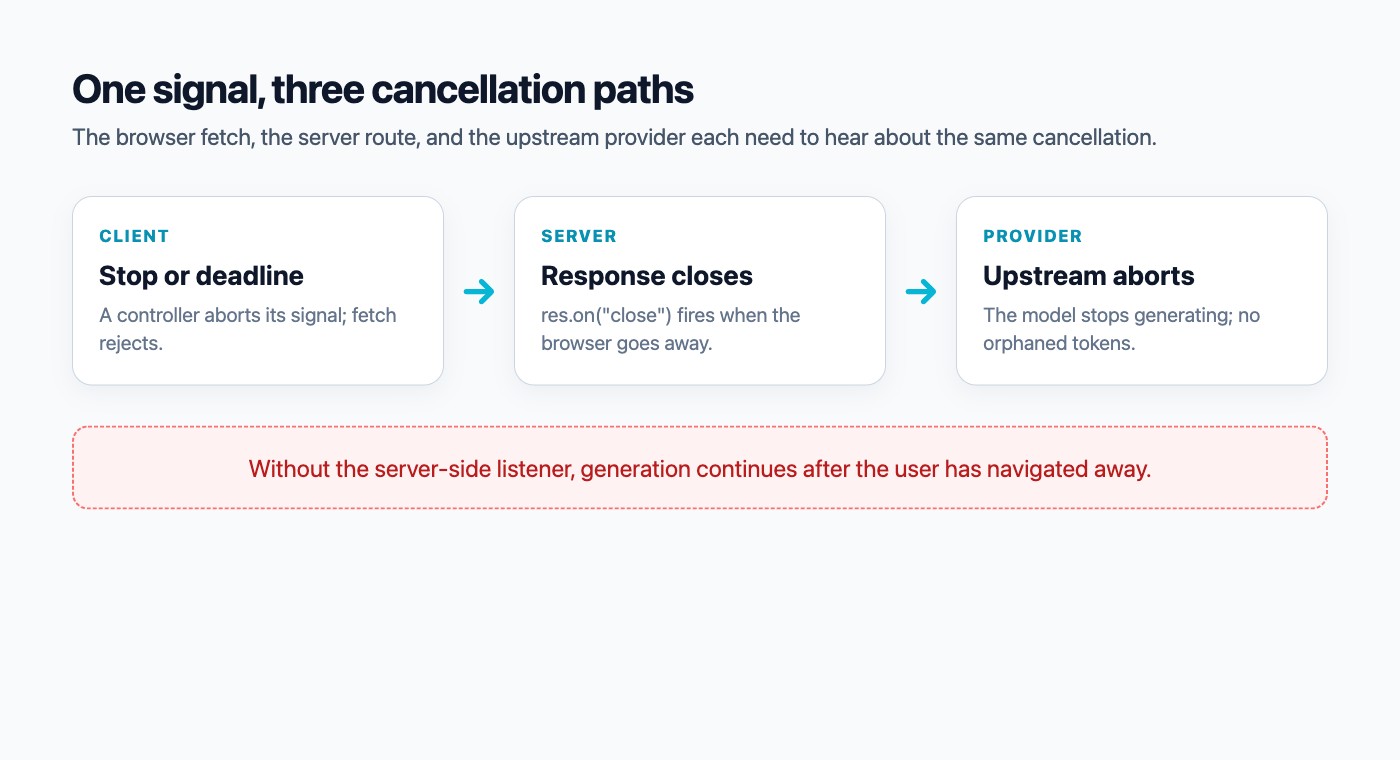 One signal, three cancellation paths
The browser fetch, the server route, and the upstream provider each need to hear about the same cancellation.
CLIENT
Stop or deadline
A controller aborts its signal; fetch
rejects.
SERVER
Response closes
res.on("close") fires when the
browser goes away.
PROVIDER
Upstream aborts
The model stops generating; no
orphaned tokens.
Without the server-side listener, generation continues after the user has navigated away.